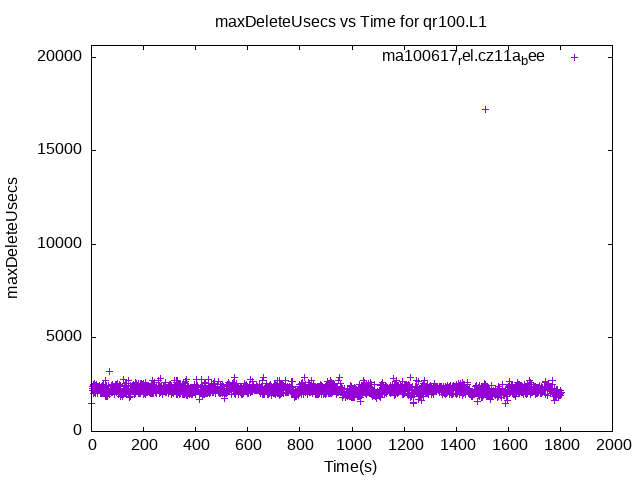 maxDeleteUsecs vs Time for qr100.L1
ma100617rel.cz11abee
20000
15000
10000
5000
0
maxDeleteUsecs
0 200 400 600 800 1000 1200 1400 1600 1800 2000
Time(s)